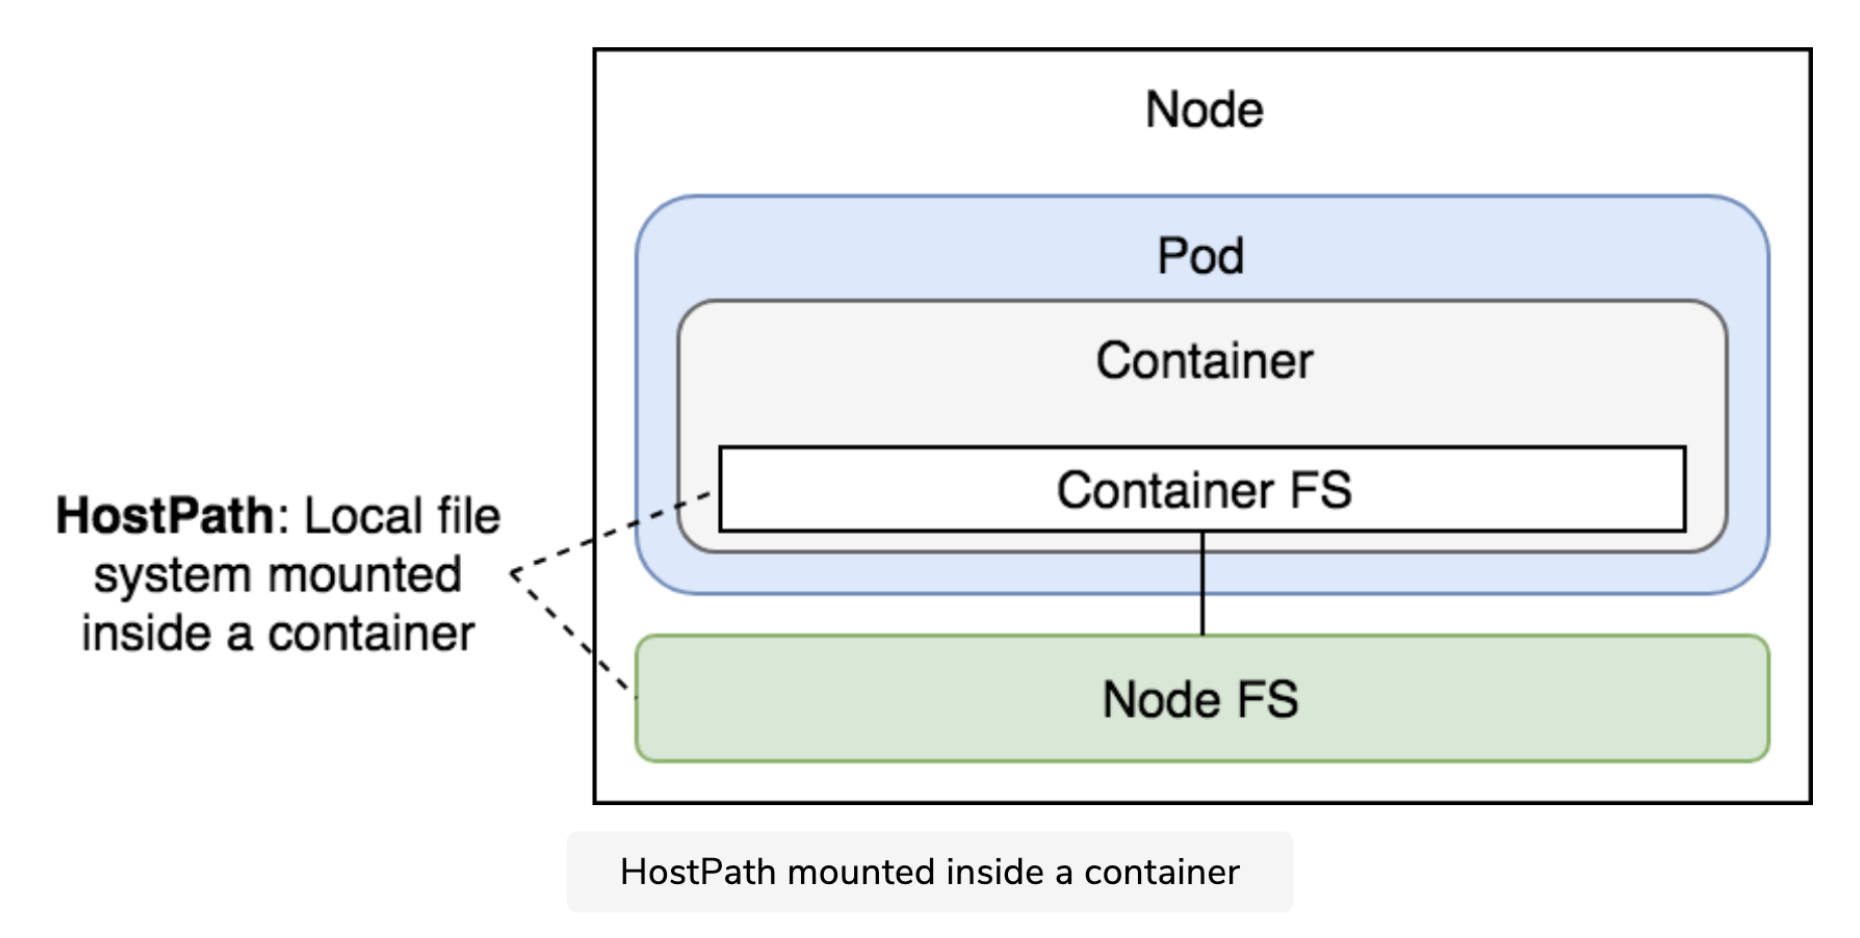 Node
Pod
Container
Container FS
HostPath: Local file
system mounted
inside a container
Node FS
HostPath mounted inside a container